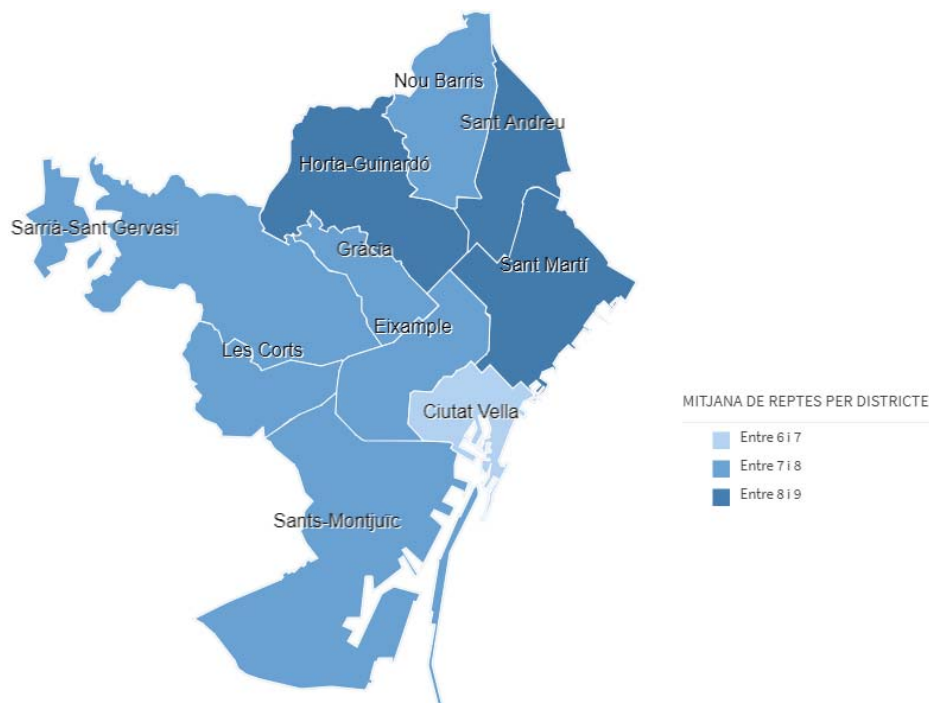 Nou Barris
Sant Andreu
Horta-Guinardó
Sarrià-Sant Gervasi
Gràcia
Sant Martí
Eixample
Les Corts
Ciutat Vella
Sants-Montjuïc
MITJANA DE REPTES PER DISTRICTE
Entre 6 i 7
Entre 7 i 8
Entre 8 i 9